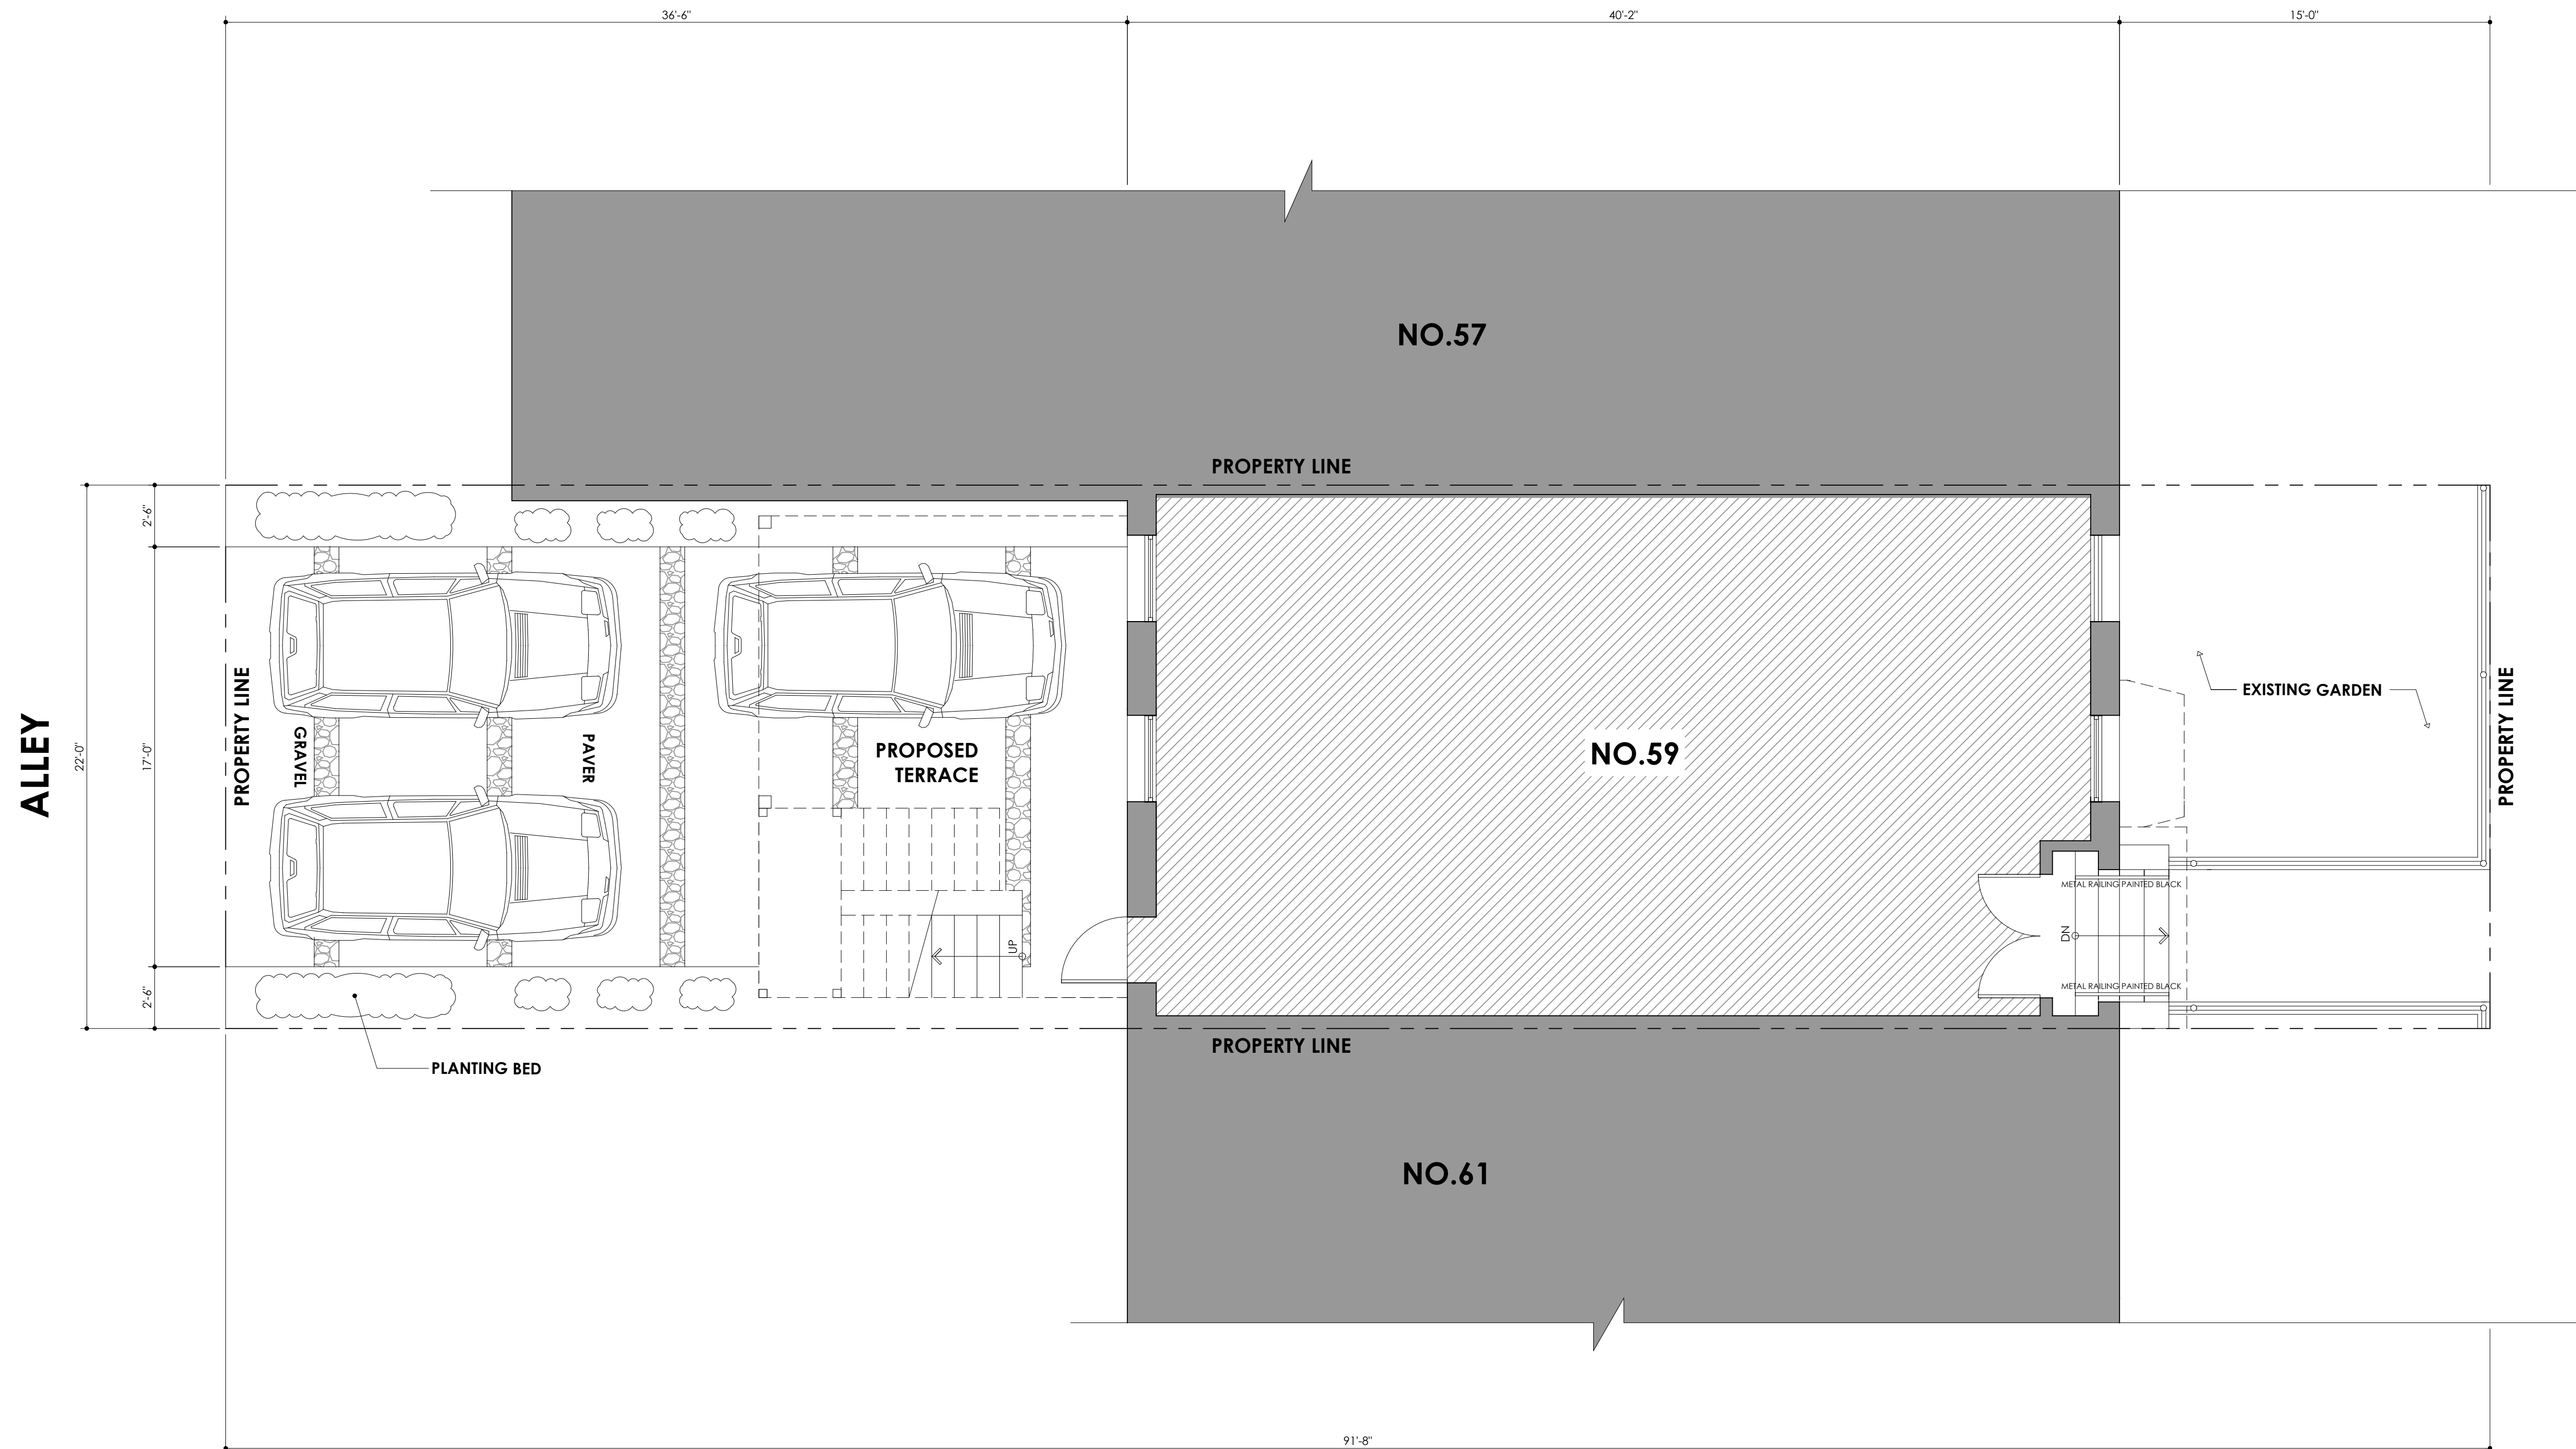 36'-6"
40'-2"
15'-0"
NO.57
PROPERTY LINE
2'-6"
ALLEY
22'-0"
17'-0"
PROPERTY LINE
GRAVEL
PAVER
PROPOSED
TERRACE
NO.59
EXISTING GARDEN
PROPERTY LINE
METAL RAILING PAINTED BLACK
UP
DN
METAL RAILING PAINTED BLACK
2'-6"
PROPERTY LINE
PLANTING BED
NO.61
91'-8"